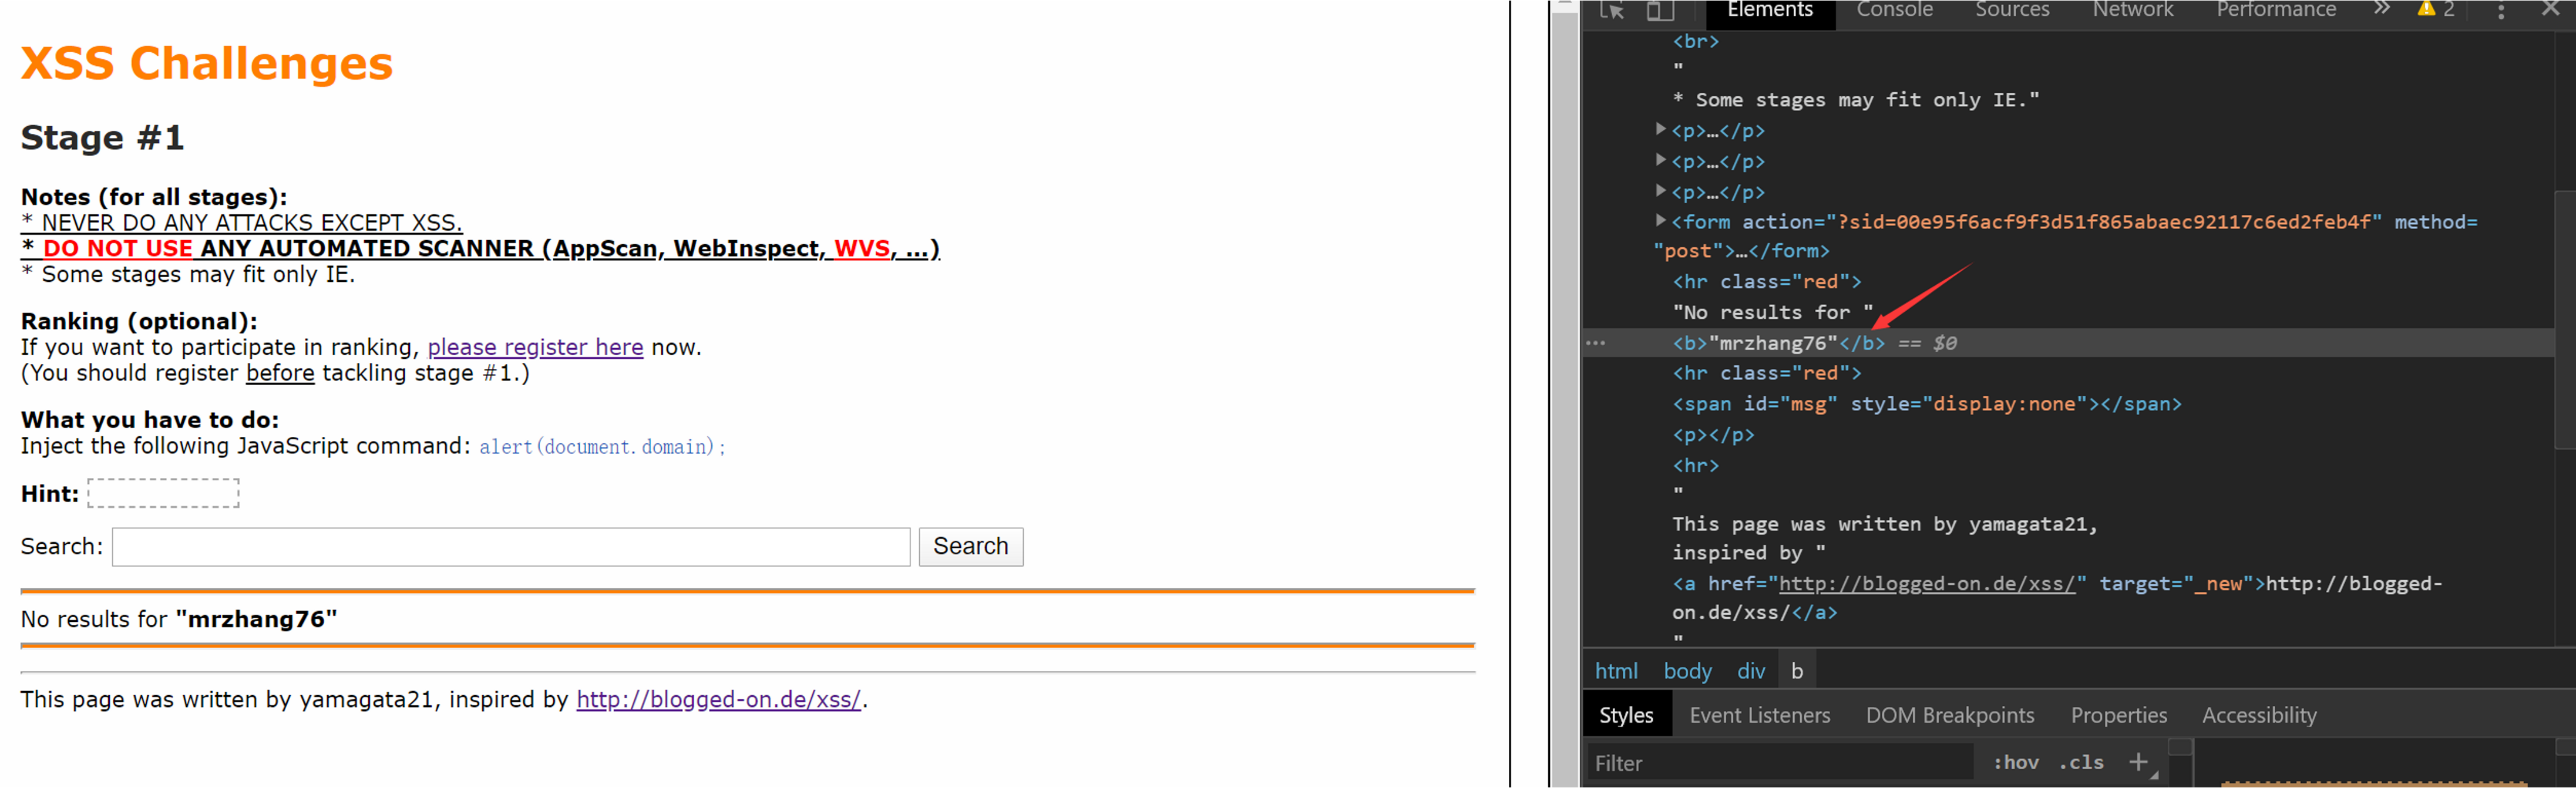 XSS Challenges
Stage #1
Notes (for all stages):
* NEVER DO ANY ATTACKS EXCEPT XSS.
* DO NOT USE ANY AUTOMATED SCANNER (AppScan, WebInspect, WVS, ...)
* Some stages may fit only IE.
Ranking (optional):
If you want to participate in ranking, please register here now.
(You should register before tackling stage #1.)
What you have to do:
Inject the following JavaScript command: alert(document.domain);
Hint:
Search: Search
No results for "mrzhang76"
This page was written by yamagata21, inspired by http://blogged-on.de/xss/.
Elements Console Sources Network Performance » 2
<br>
"
* Some stages may fit only IE."
<p>…</p>
<p>…</p>
<p>…</p>
<form action="?sid=00e95f6acf9f3d51f865abaec92117c6ed2feb4f" method=
"post">…</form>
<hr class="red">
"No results for "
<b>"mrzhang76"</b> == $0
<hr class="red">
<span id="msg" style="display:none"></span>
<p></p>
<hr>
"
This page was written by yamagata21,
inspired by "
<a href="http://blogged-on.de/xss/" target="_new">http://blogged-
on.de/xss/</a>
"
html body div b
Styles Event Listeners DOM Breakpoints Properties Accessibility
Filter :hov .cls +